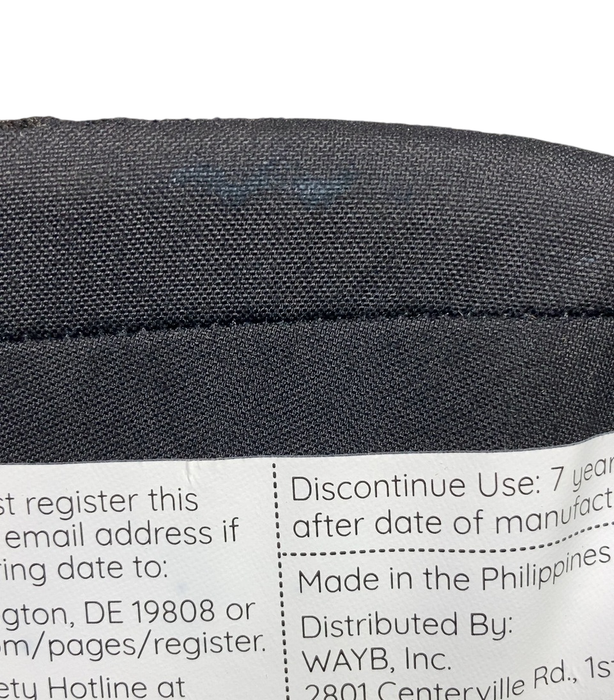 st register this
email address if
ing date to:
gton, DE 19808 or
m/pages/register.
ety Hotline at
Discontinue Use: 7 year
after date of manufact
Made in the Philippines
Distributed By:
WAYB, Inc.
2801 Centerville Rd., 1st